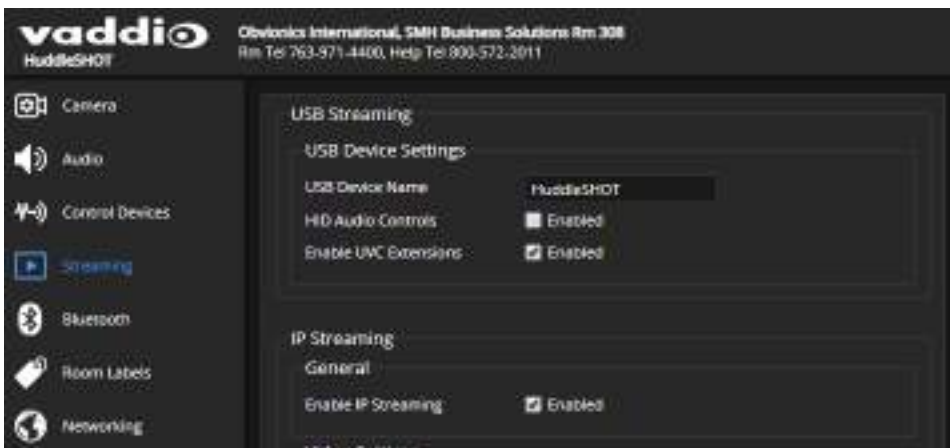 vaddio
HuddleSHOT
Obvionics International, SMH Business Solutions Rm 308
Rm Tel 763-971-4400, Help Tel 800-572-2011
Camera
Audio
Control Devices
Streaming
Bluetooth
Room Labels
Networking
USB Streaming
USB Device Settings
USB Device Name HuddleSHOT
HID Audio Controls Enabled
Enable UVC Extensions Enabled
IP Streaming
General
Enable IP Streaming Enabled